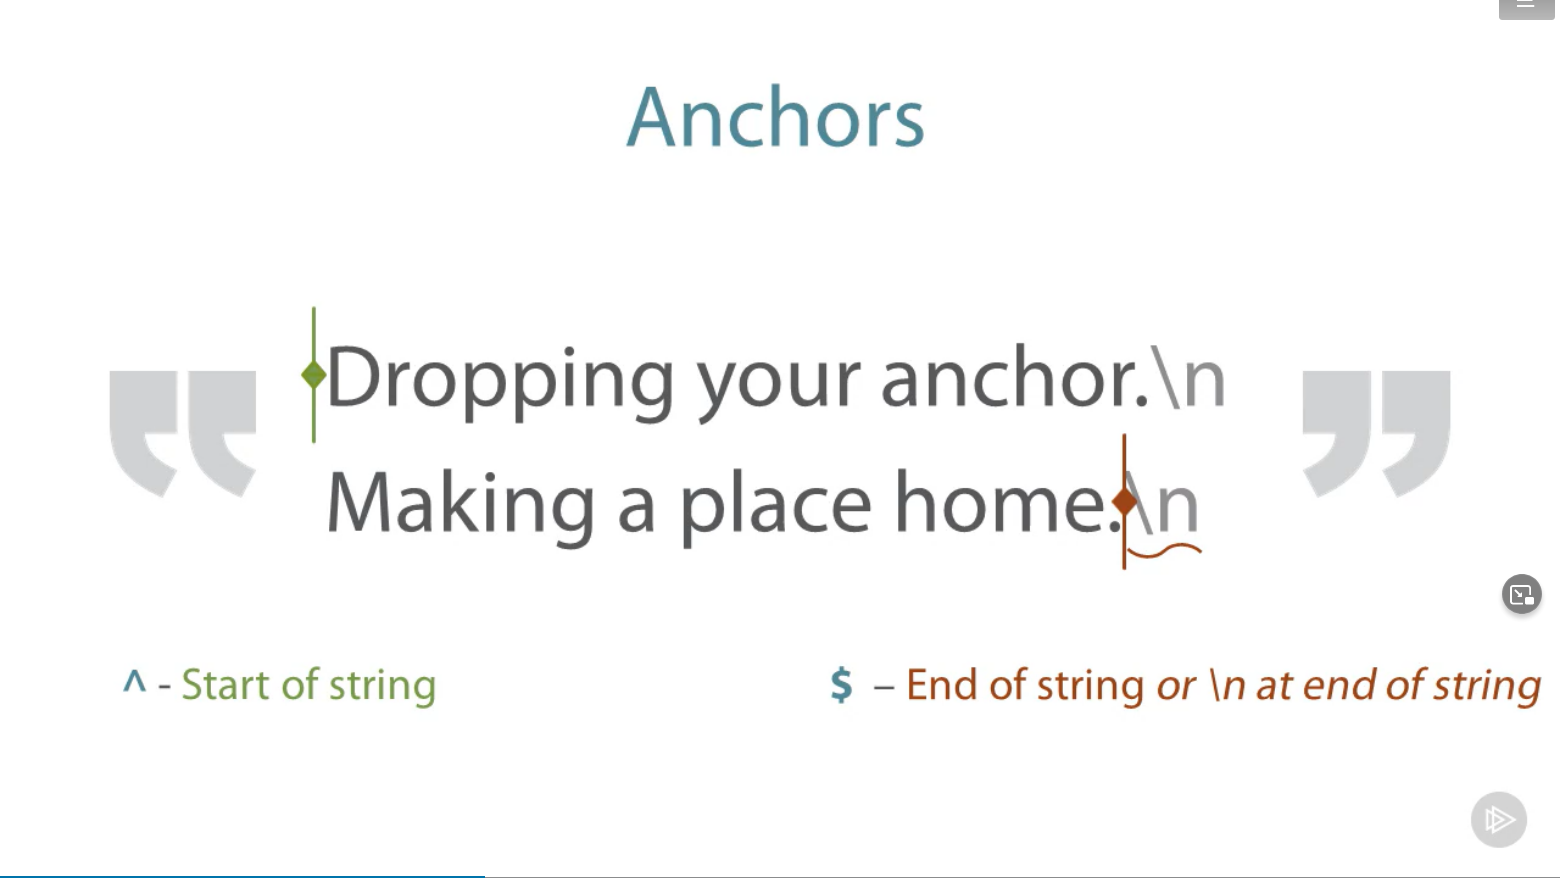 Anchors
Dropping your anchor.\n
Making a place home.\n
^ - Start of string
$ – End of string or \n at end of string